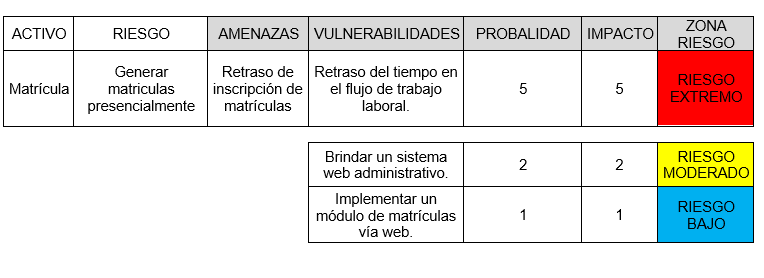 ACTIVO RIESGO AMENAZAS VULNERABILIDADES PROBALIDAD IMPACTO ZONA
RIESGO
Matrícula
Generar
matriculas
presencialmente
Retraso de
inscripción de
matrículas
Retraso del tiempo en
el flujo de trabajo
laboral.
5
5
RIESGO
EXTREMO
Brindar un sistema
web administrativo.
2
2
RIESGO
MODERADO
Implementar un
módulo de matrículas
vía web.
1
1
RIESGO
BAJO